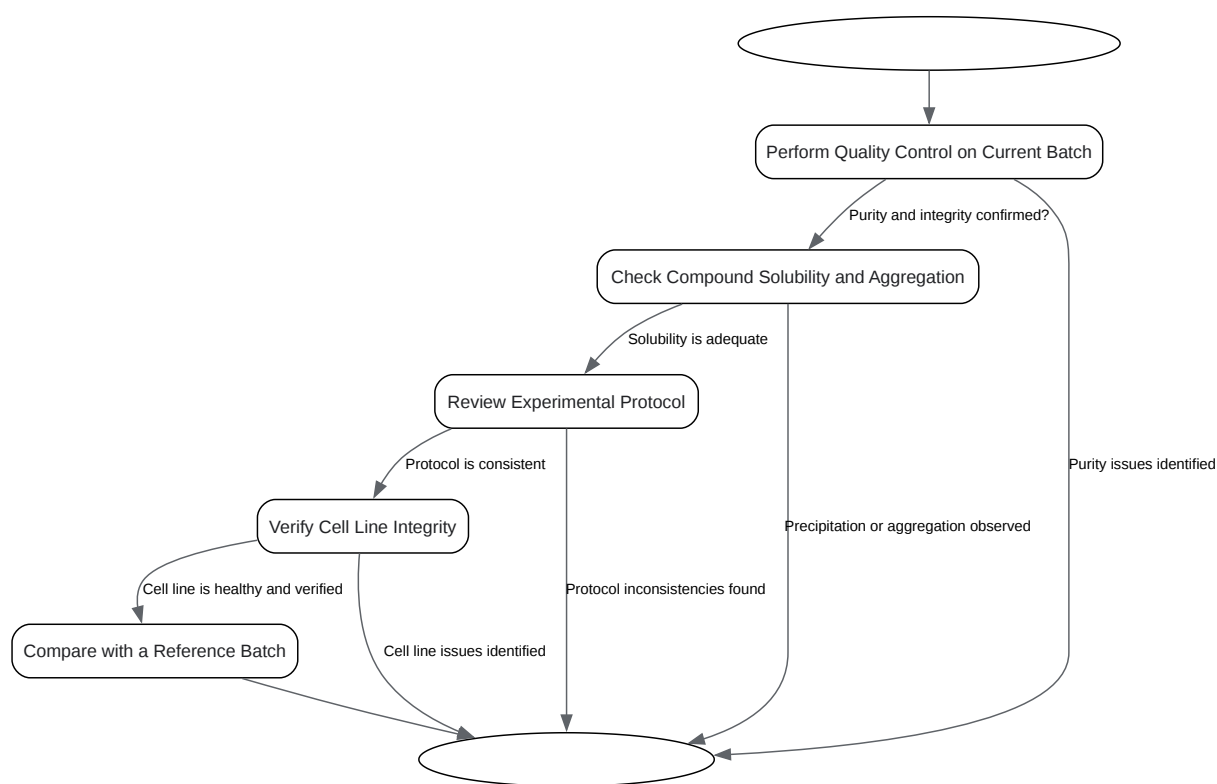 Perform Quality Control on Current Batch
Purity and integrity confirmed?
Check Compound Solubility and Aggregation
Solubility is adequate
Review Experimental Protocol
Protocol is consistent
Purity issues identified
Verify Cell Line Integrity
Precipitation or aggregation observed
Cell line is healthy and verified
Protocol inconsistencies found
Compare with a Reference Batch
Cell line issues identified